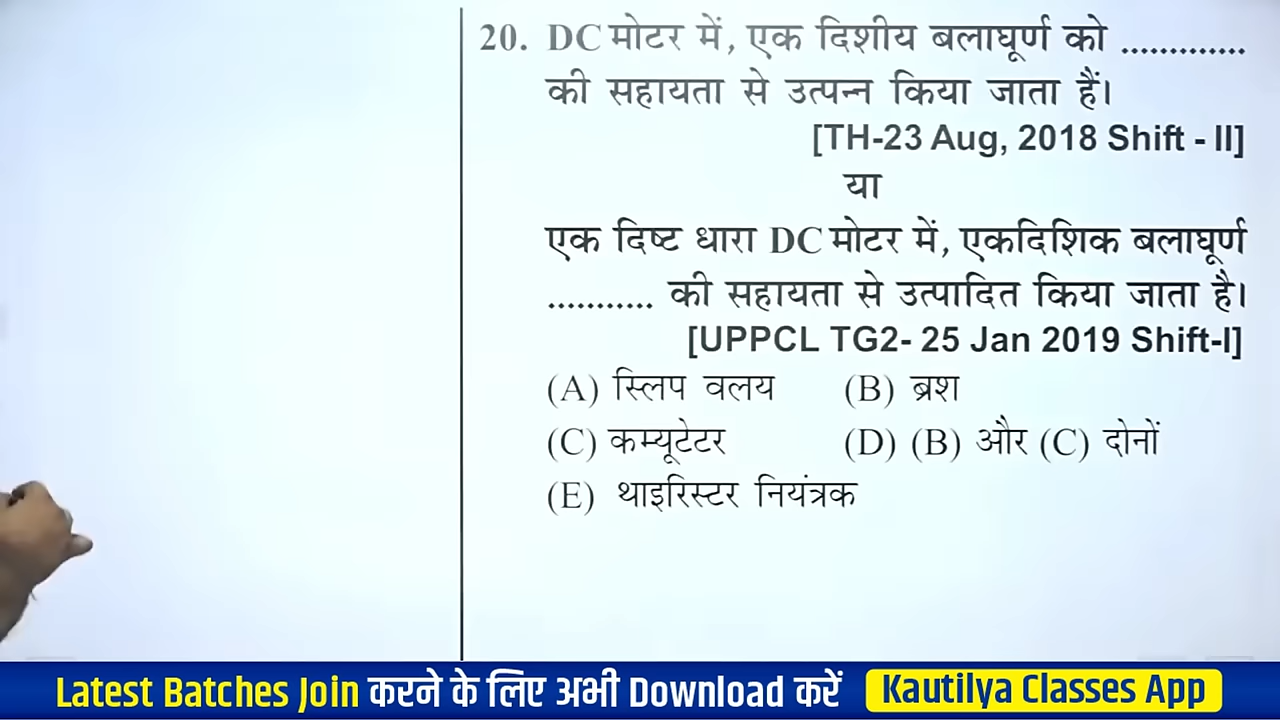 20. DC मोटर में, एक दिशीय बलाघूर्ण को .............
की सहायता से उत्पन्न किया जाता हैं।
[TH-23 Aug, 2018 Shift - II]
या
एक दिष्ट धारा DC मोटर में, एकदिशिक बलाघूर्ण
........... की सहायता से उत्पादित किया जाता है।
[UPPCL TG2- 25 Jan 2019 Shift-I]
(A) स्लिप वलय (B) ब्रश
(C) कम्यूटेटर (D) (B) और (C) दोनों
(E) थाइरिस्टर नियंत्रक
Latest Batches Join करने के लिए अभी Download करें Kautilya Classes App